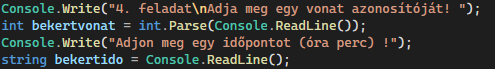 Console.Write("4. feladat\nAdja meg egy vonat azonosítóját! ");
int bekertvonat = int.Parse(Console.ReadLine());
Console.Write("Adjon meg egy időpontot (óra perc) !");
string bekertido = Console.ReadLine();